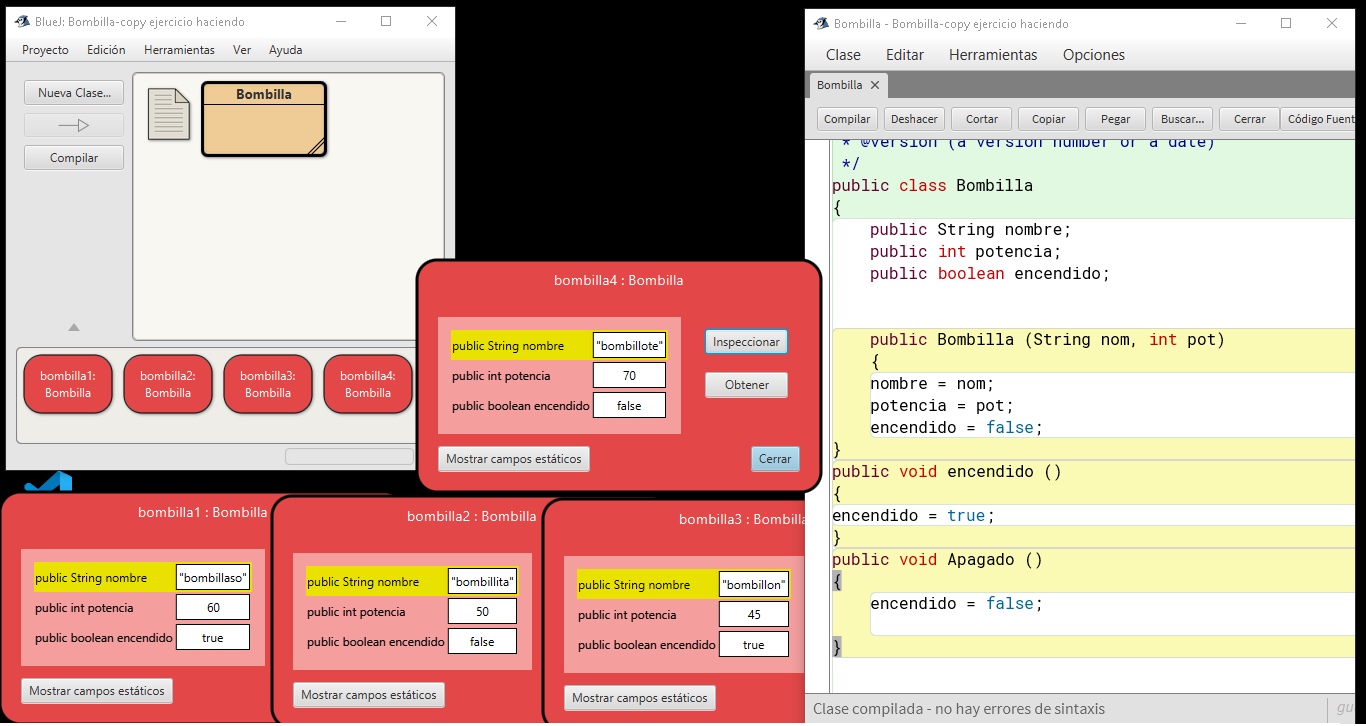 BlueJ: Bombilla-copy ejercicio haciendo
Proyecto Edición Herramientas Ver Ayuda
Nueva Clase...
Compilar
Bombilla
bombilla1:
Bombilla
bombilla2:
Bombilla
bombilla3:
Bombilla
bombilla4:
Bombilla
bombilla4 : Bombilla
public String nombre "bombillote"
public int potencia 70
public boolean encendido false
Inspeccionar
Obtener
Mostrar campos estáticos
Cerrar
bombilla1 : Bombilla
public String nombre "bombillaso"
public int potencia 60
public boolean encendido true
Mostrar campos estáticos
bombilla2 : Bombilla
public String nombre "bombillita"
public int potencia 50
public boolean encendido false
Mostrar campos estáticos
bombilla3 : Bombilla
public String nombre "bombillon"
public int potencia 45
public boolean encendido true
Mostrar campos estáticos
Bombilla - Bombilla-copy ejercicio haciendo
Clase Editar Herramientas Opciones
Bombilla
Compilar Deshacer Cortar Copiar Pegar Buscar... Cerrar Código Fuent
* @version (a version number or a date)
*/
public class Bombilla
{
public String nombre;
public int potencia;
public boolean encendido;
public Bombilla (String nom, int pot)
{
nombre = nom;
potencia = pot;
encendido = false;
}
public void encendido ()
{
encendido = true;
}
public void Apagado ()
{
encendido = false;
}
Clase compilada - no hay errores de sintaxis
gu